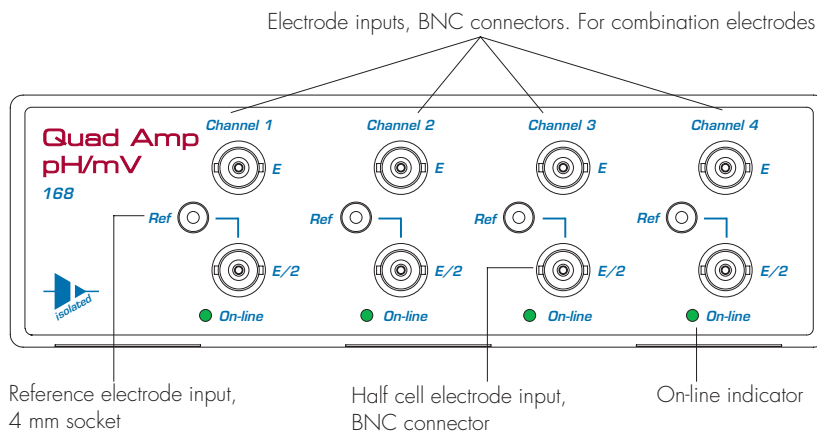 Electrode inputs, BNC connectors. For combination electrodes
Quad Amp
pH/mV
168
Channel 1
Channel 2
Channel 3
Channel 4
E
E
E
E
Ref
Ref
Ref
Ref
E/2
E/2
E/2
E/2
isolated
On-line
On-line
On-line
On-line
Reference electrode input,
4 mm socket
Half cell electrode input,
BNC connector
On-line indicator